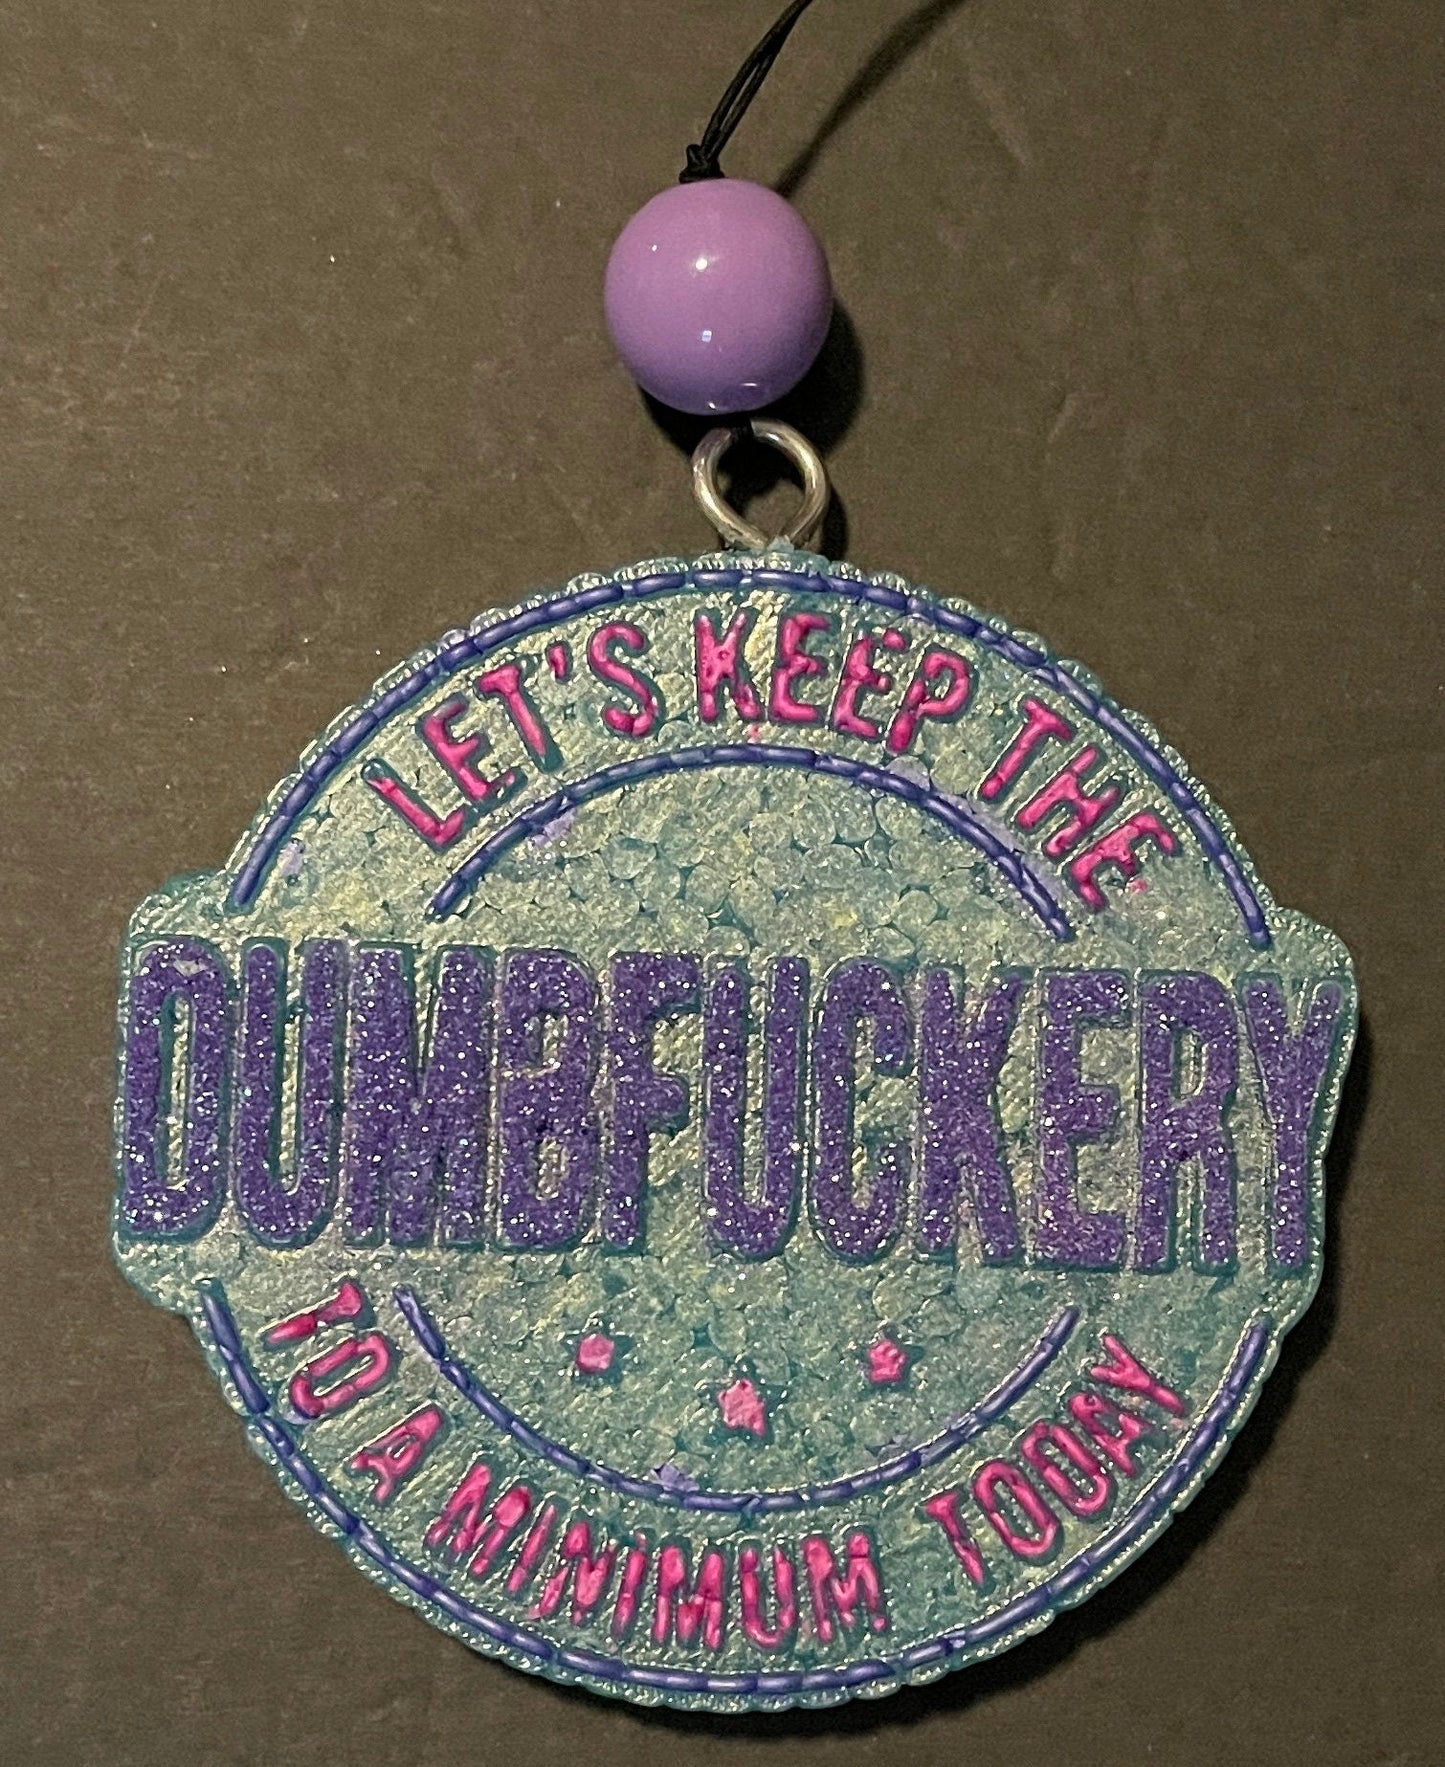 LET'S KEEP THE
DUMBFUCKERY
TO A MINIMUM TODAY